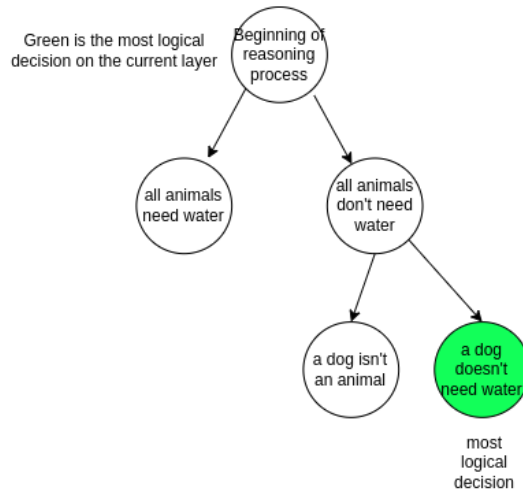 Green is the most logical
decision on the current layer
Beginning of
reasoning
process
all animals
need water
all animals
don't need
water
a dog isn't
an animal
a dog
doesn't
need water
most
logical
decision